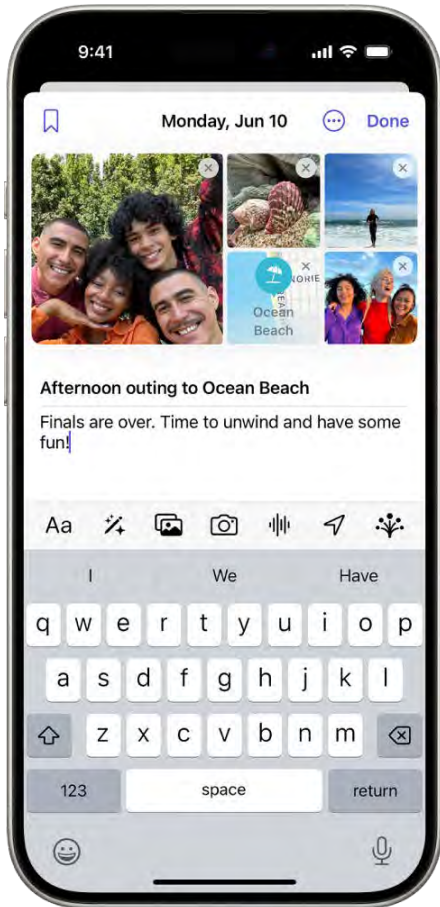 9:41
Monday, Jun 10
Done
Ocean
Beach
Afternoon outing to Ocean Beach
Finals are over. Time to unwind and have some
fun!
Aa
I We Have
q w e r t y u i o p
a s d f g h j k l
z x c v b n m
123 space return